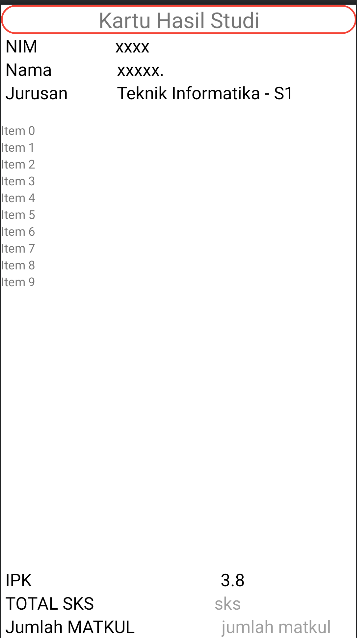 Kartu Hasil Studi
NIM xxxx
Nama xxxxx.
Jurusan Teknik Informatika - S1
Item 0
Item 1
Item 2
Item 3
Item 4
Item 5
Item 6
Item 7
Item 8
Item 9
IPK 3.8
TOTAL SKS sks
Jumlah MATKUL jumlah matkul